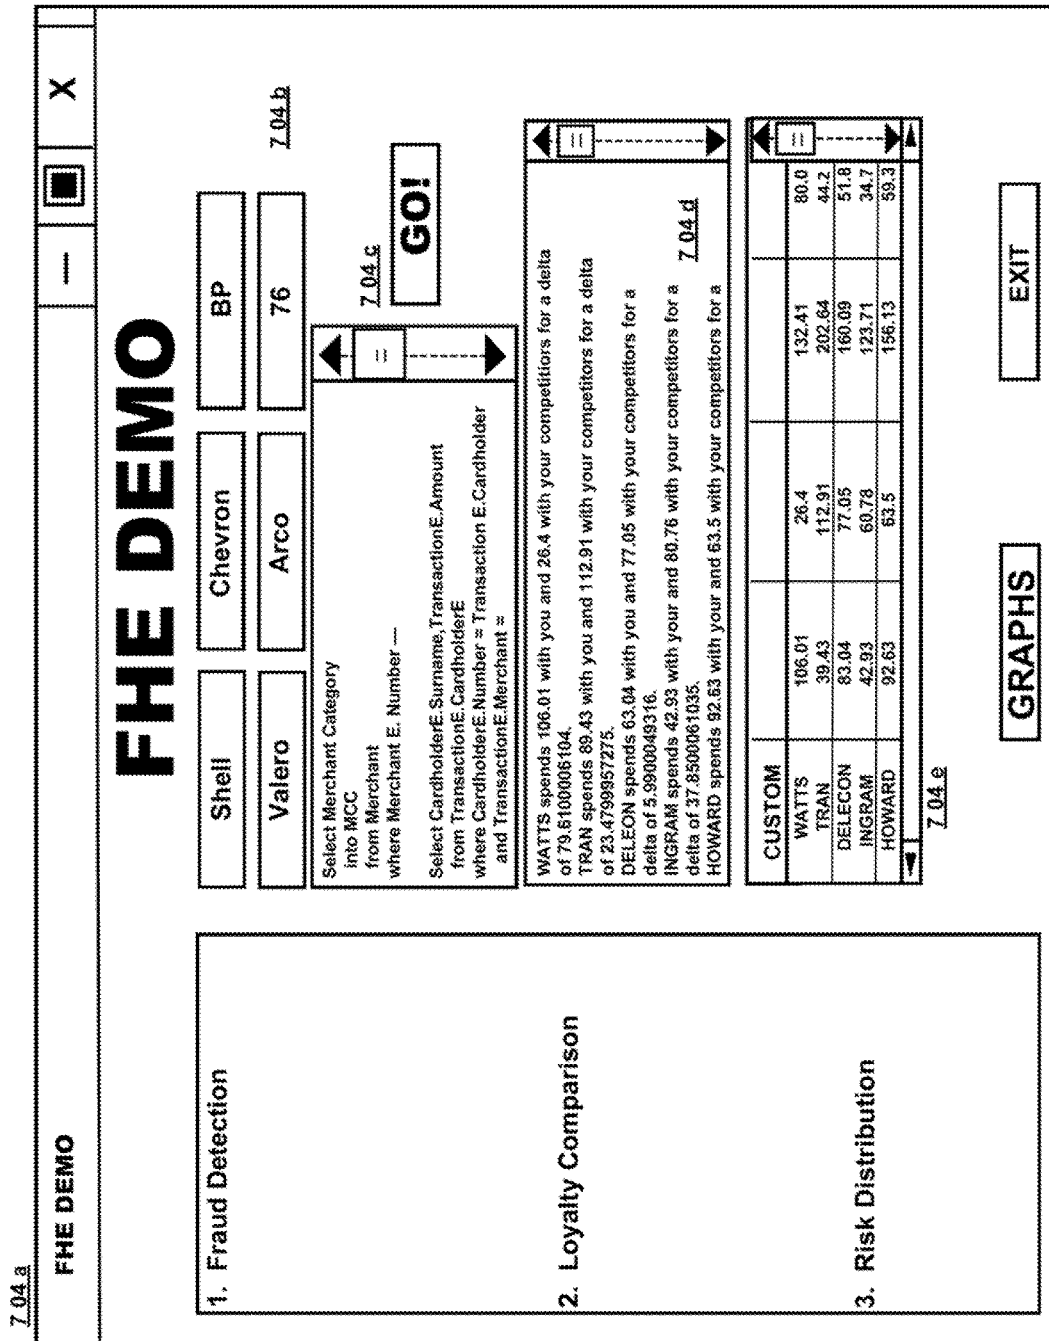 7 04 a
FHE DEMO
— X
FHE DEMO
1. Fraud Detection
2. Loyalty Comparison
3. Risk Distribution
Shell Chevron BP
Valero Arco 76
7 04 b
Select Merchant Category
into MCC
from Merchant
where Merchant E. Number —
Select CardholderE.Surname,TransactionE.Amount
from TransactionE.CardholderE
where CardholderE.Number = Transaction E.Cardholder
and TransactionE.Merchant =
7 04 c
GO!
WATTS spends 106.01 with you and 26.4 with your competitiors for a delta
of 79.6100006104.
TRAN spends 89.43 with you and 112.91 with your competitors for a delta
of 23.4799957275.
DELEON spends 63.04 with you and 77.05 with your competitors for a
delta of 5.9900049316.
INGRAM spends 42.93 with your and 80.76 with your competitors for a
delta of 37.8500061035.
HOWARD spends 92.63 with your and 63.5 with your competitors for a
7 04 d
CUSTOM
WATTS 106.01 26.4 132.41 80.0
TRAN 39.43 112.91 202.64 44.2
DELECON 83.04 77.05 160.09 51.8
INGRAM 42.93 60.78 123.71 34.7
HOWARD 92.63 63.5 156.13 59.3
7 04 e
GRAPHS EXIT